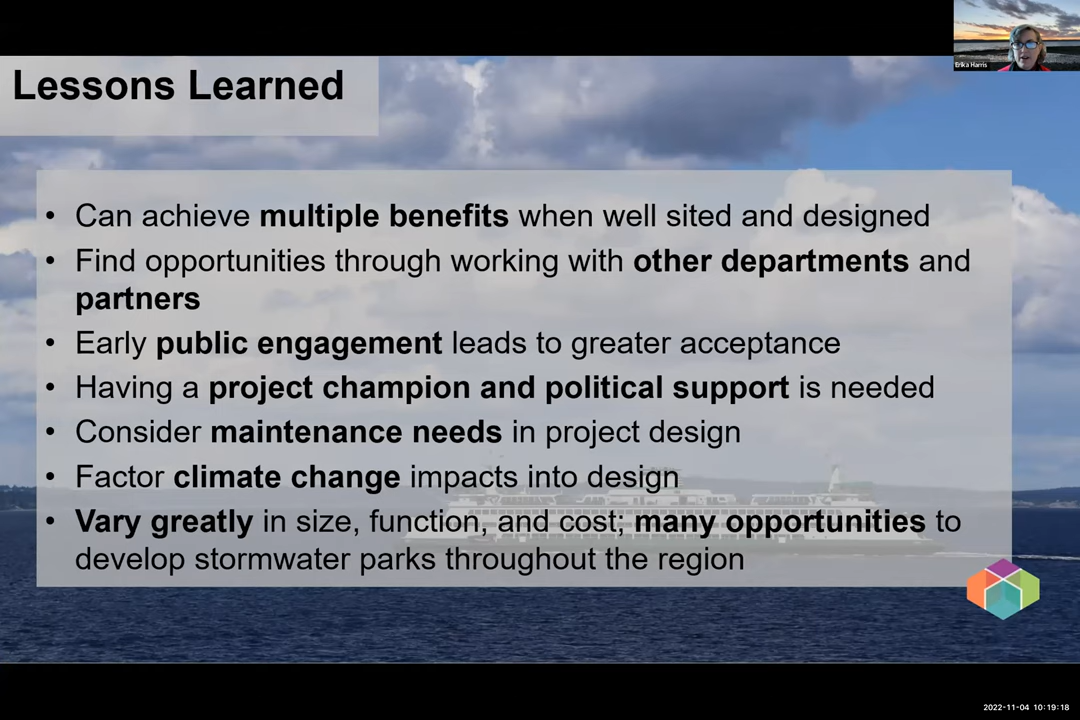 Erika Harris
Lessons Learned
• Can achieve multiple benefits when well sited and designed
• Find opportunities through working with other departments and
partners
• Early public engagement leads to greater acceptance
• Having a project champion and political support is needed
• Consider maintenance needs in project design
• Factor climate change impacts into design
• Vary greatly in size, function, and cost; many opportunities to
develop stormwater parks throughout the region
2022-11-04 10:19:18